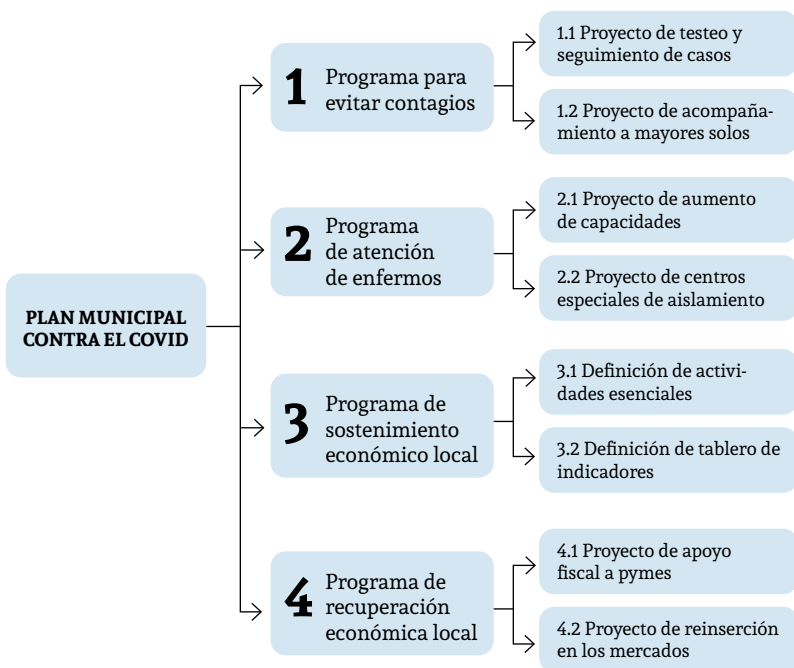 PLAN MUNICIPAL
CONTRA EL COVID
1 Programa para
evitar contagios
1.1 Proyecto de testeo y
seguimiento de casos
1.2 Proyecto de acompaña-
miento a mayores solos
2 Programa
de atención
de enfermos
2.1 Proyecto de aumento
de capacidades
2.2 Proyecto de centros
especiales de aislamiento
3 Programa de
sostenimiento
económico local
3.1 Definición de activi-
dades esenciales
3.2 Definición de tablero de
indicadores
4 Programa de
recuperación
económica local
4.1 Proyecto de apoyo
fiscal a pymes
4.2 Proyecto de reinserción
en los mercados